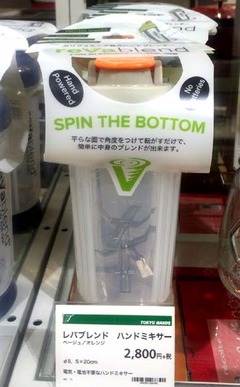 Hand
Powered
No
Batteries
SPIN THE BOTTOM
平らな面で角度をつけて転がすだけで、
簡単に中身のブレンドが出来ます。
TOKYU HANDS
レバブレンド ハンドミキサー
ベージュ/オレンジ
2,800円+税
φ8.5×20cm
電気・電池不要なハンドミキサー